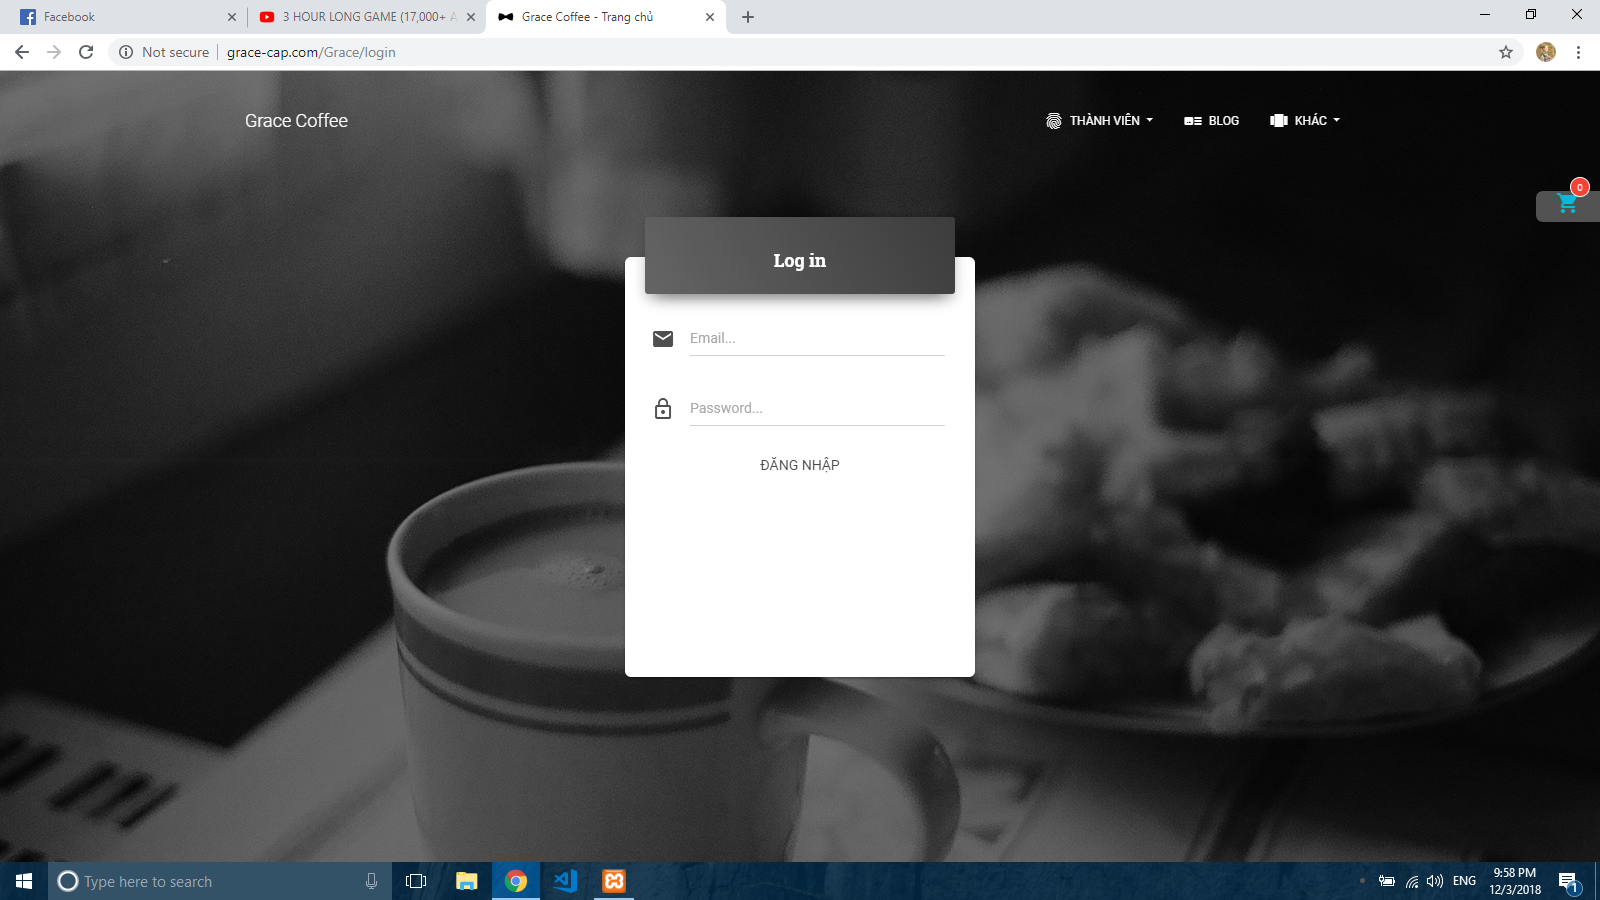 Facebook
3 HOUR LONG GAME (17,000+ A
Grace Coffee - Trang chủ
Not secure
grace-cap.com/Grace/login
Grace Coffee
THÀNH VIÊN
BLOG
KHÁC
0
Log in
Email...
Password...
ĐĂNG NHẬP
Type here to search
ENG
9:58 PM
12/3/2018
1